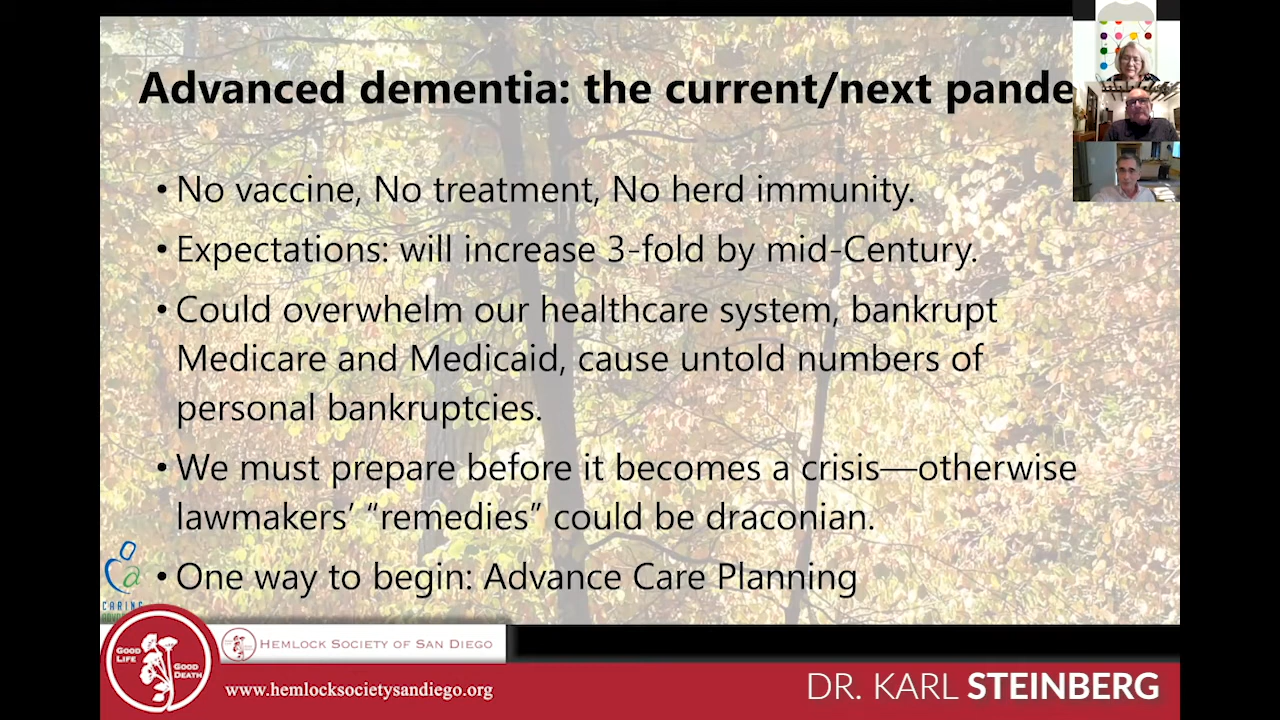 Advanced dementia: the current/next pande
• No vaccine, No treatment, No herd immunity.
• Expectations: will increase 3-fold by mid-Century.
• Could overwhelm our healthcare system, bankrupt
Medicare and Medicaid, cause untold numbers of
personal bankruptcies.
• We must prepare before it becomes a crisis—otherwise
lawmakers’ “remedies” could be draconian.
• One way to begin: Advance Care Planning
CARING
GOOD LIFE
GOOD DEATH
HEMLOCK SOCIETY OF SAN DIEGO
www.hemlocksocietysandiego.org
DR. KARL STEINBERG